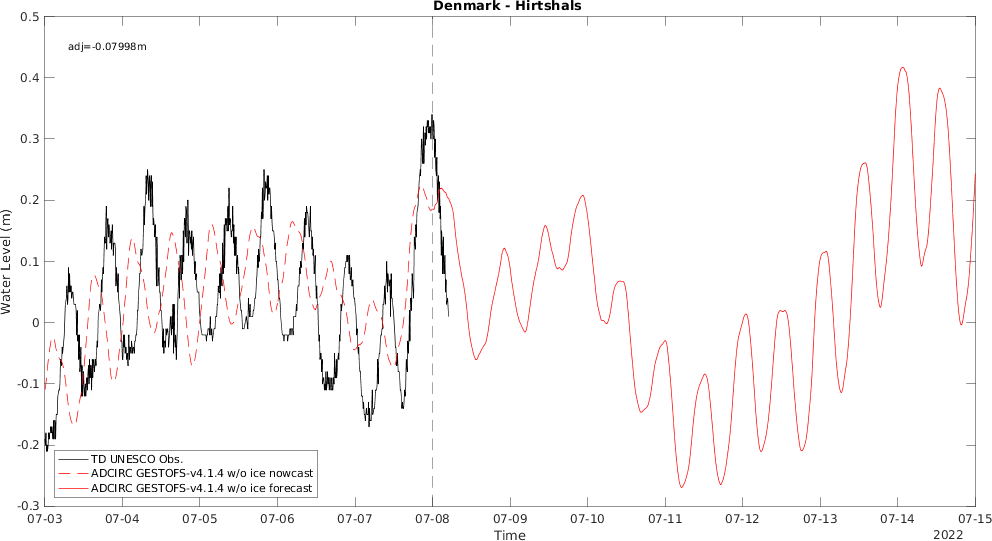 Denmark - Hirtshals
adj=-0.07998m
Water Level (m)
0.5
0.4
0.3
0.2
0.1
0
-0.1
-0.2
-0.3
TD UNESCO Obs.
ADCIRC GESTOFS-v4.1.4 w/o ice nowcast
ADCIRC GESTOFS-v4.1.4 w/o ice forecast
07-03 07-04 07-05 07-06 07-07 07-08 07-09 07-10 07-11 07-12 07-13 07-14 07-15
Time
2022